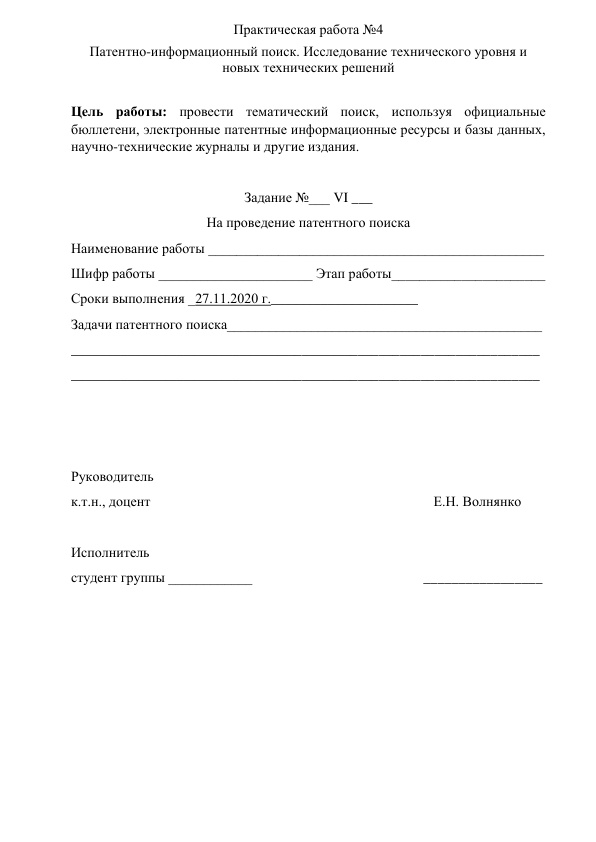 Практическая работа №4
Патентно-информационный поиск. Исследование технического уровня и
новых технических решений
Цель работы: провести тематический поиск, используя официальные
бюллетени, электронные патентные информационные ресурсы и базы данных,
научно-технические журналы и другие издания.
Задание №___ VI ___
На проведение патентного поиска
Наименование работы ________________________________________________
Шифр работы ______________________ Этап работы______________________
Сроки выполнения _27.11.2020 г._____________________
Задачи патентного поиска_____________________________________________
___________________________________________________________________
___________________________________________________________________
Руководитель
к.т.н., доцент Е.Н. Волнянко
Исполнитель
студент группы ____________ _________________